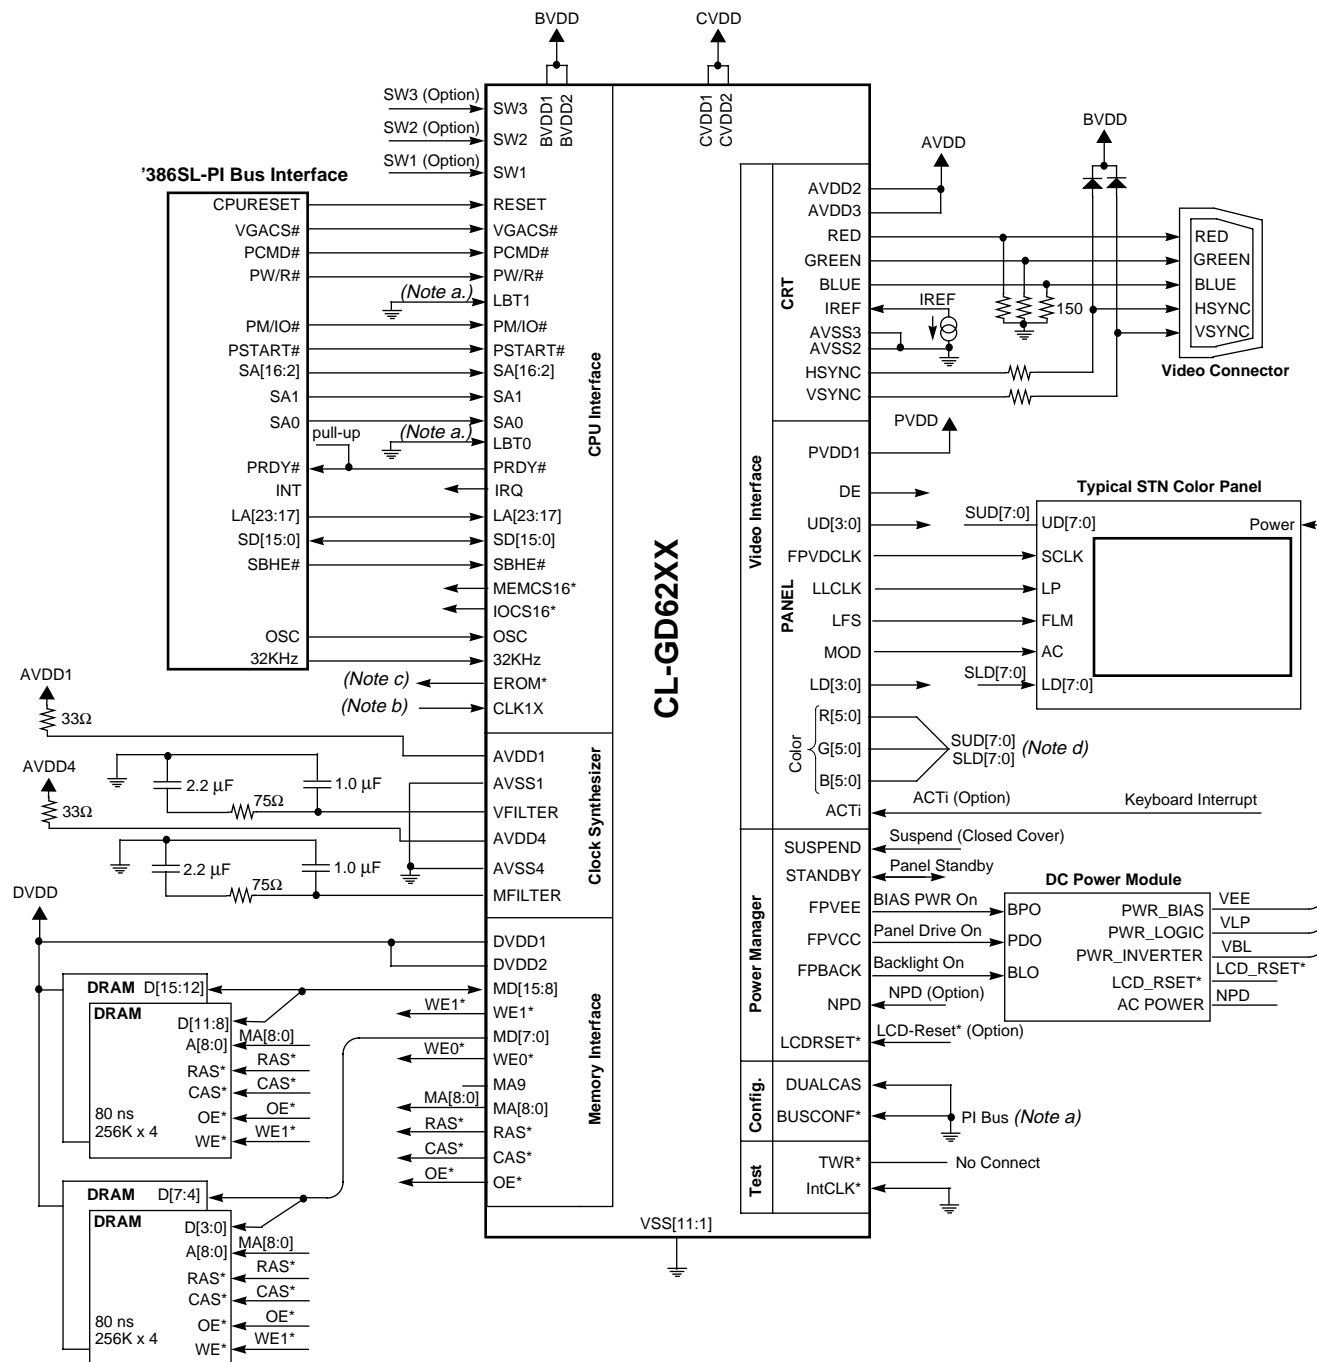 BVDD
CVDD
SW3 (Option)
SW3
SW2 (Option)
SW2
SW1 (Option)
SW1
BVDD1
BVDD2
CVDD1
CVDD2
'386SL-PI Bus Interface
CPURESET
RESET
VGACS#
VGACS#
PCMD#
PCMD#
PW/R#
PW/R#
(Note a.)
LBT1
PM/IO#
PM/IO#
PSTART#
PSTART#
SA[16:2]
SA[16:2]
SA1
SA1
SA0
SA0
pull-up
(Note a.)
LBT0
PRDY#
PRDY#
INT
IRQ
LA[23:17]
LA[23:17]
SD[15:0]
SD[15:0]
SBHE#
SBHE#
MEMCS16*
IOCS16*
OSC
OSC
32KHz
32KHz
(Note c)
EROM*
(Note b)
CLK1X
CPU Interface
AVDD1
33Ω
AVDD1
2.2 µF
1.0 µF
AVSS1
75Ω
VFILTER
AVDD4
33Ω
AVDD4
2.2 µF
1.0 µF
AVSS4
75Ω
MFILTER
Clock Synthesizer
DVDD
DVDD1
DVDD2
DRAM D[15:12]
MD[15:8]
DRAM
D[11:8]
WE1*
WE1*
A[8:0]
MA[8:0]
MD[7:0]
RAS*
RAS*
WE0*
WE0*
CAS*
CAS*
MA9
80 ns
256K x 4
OE*
OE*
MA[8:0]
MA[8:0]
WE*
WE1*
RAS*
RAS*
CAS*
CAS*
OE*
OE*
Memory Interface
DRAM D[7:4]
DRAM
D[3:0]
A[8:0]
MA[8:0]
RAS*
RAS*
CAS*
CAS*
80 ns
256K x 4
OE*
OE*
WE*
WE1*
CL-GD62XX
VSS[11:1]
Video Interface
CRT
AVDD
BVDD
AVDD2
AVDD3
RED
RED
GREEN
GREEN
BLUE
BLUE
IREF
IREF
150
HSYNC
AVSS3
VSYNC
AVSS2
HSYNC
Video Connector
VSYNC
PANEL
PVDD
PVDD1
Typical STN Color Panel
DE
UD[3:0]
SUD[7:0]
UD[7:0]
Power
FPVDCLK
SCLK
LLCLK
LP
LFS
FLM
MOD
AC
LD[3:0]
SLD[7:0]
LD[7:0]
Color
R[5:0]
G[5:0]
B[5:0]
SUD[7:0]
SLD[7:0]
(Note d)
ACTi
ACTi (Option)
Keyboard Interrupt
Power Manager
SUSPEND
Suspend (Closed Cover)
STANDBY
Panel Standby
DC Power Module
FPVEE
BIAS PWR On
BPO
PWR_BIAS
VEE
FPVCC
Panel Drive On
PDO
PWR_LOGIC
VLP
FPBACK
Backlight On
BLO
PWR_INVERTER
VBL
LCD_RSET*
LCD_RSET*
NPD
NPD (Option)
AC POWER
NPD
LCDRSET*
LCD-Reset* (Option)
Config.
DUALCAS
BUSCONF*
PI Bus (Note a)
Test
TWR*
No Connect
IntCLK*